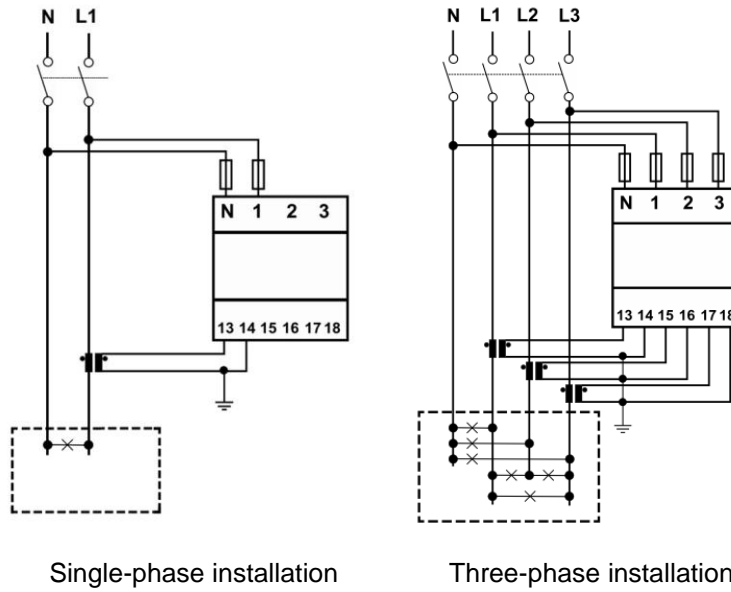 N L1
N 1 2 3
13 14 15 16 17 18
N L1 L2 L3
N 1 2 3
13 14 15 16 17 18
Single-phase installation
Three-phase installation